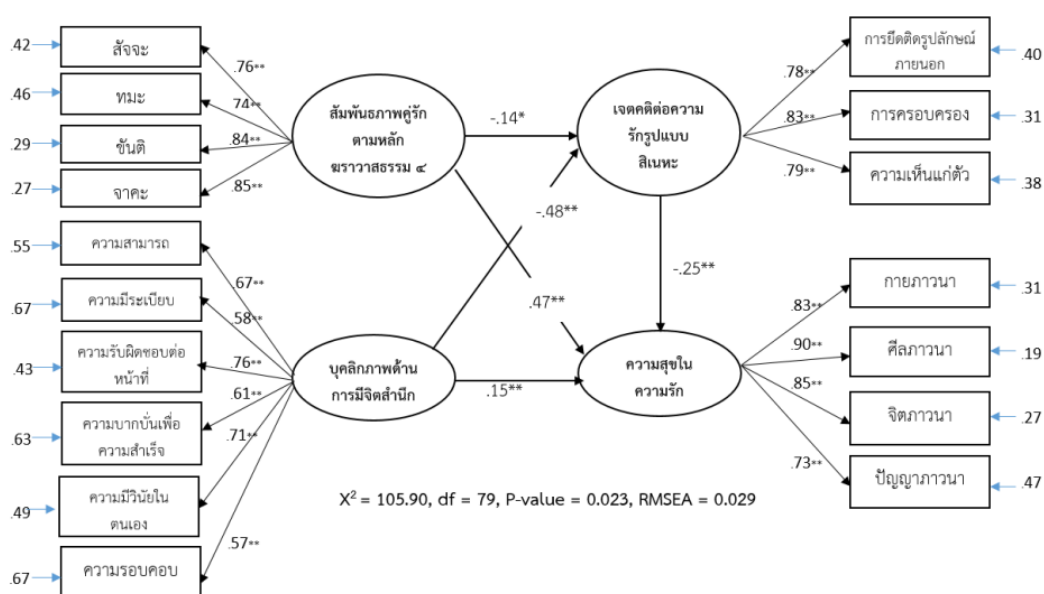 .42
สัจจะ
.76**
.46
ทมะ
.74**
.29
ขันติ
.84**
.27
จาคะ
.85**
สัมพันธภาพคู่รัก
ตามหลัก
ฆราวาสธรรม ๔
-.14*
เจตคติต่อความ
รักรูปแบบ
สิเนหะ
.78**
การยึดติดรูปลักษณ์
ภายนอก
.40
.83**
การครอบครอง
.31
.79**
ความเห็นแก่ตัว
.38
-.48**
.47**
-.25**
.55
ความสามารถ
.67**
.67
ความมีระเบียบ
.58**
.43
ความรับผิดชอบต่อ
หน้าที่
.76**
.63
ความบากบั่นเพื่อ
ความสำเร็จ
.61**
.49
ความมีวินัยใน
ตนเอง
.71**
.67
ความรอบคอบ
.57**
บุคลิกภาพด้าน
การมีจิตสำนึก
.15**
ความสุขใน
ความรัก
.83**
กายภาวนา
.31
.90**
ศีลภาวนา
.19
.85**
จิตภาวนา
.27
.73**
ปัญญาภาวนา
.47
X² = 105.90, df = 79, P-value = 0.023, RMSEA = 0.029